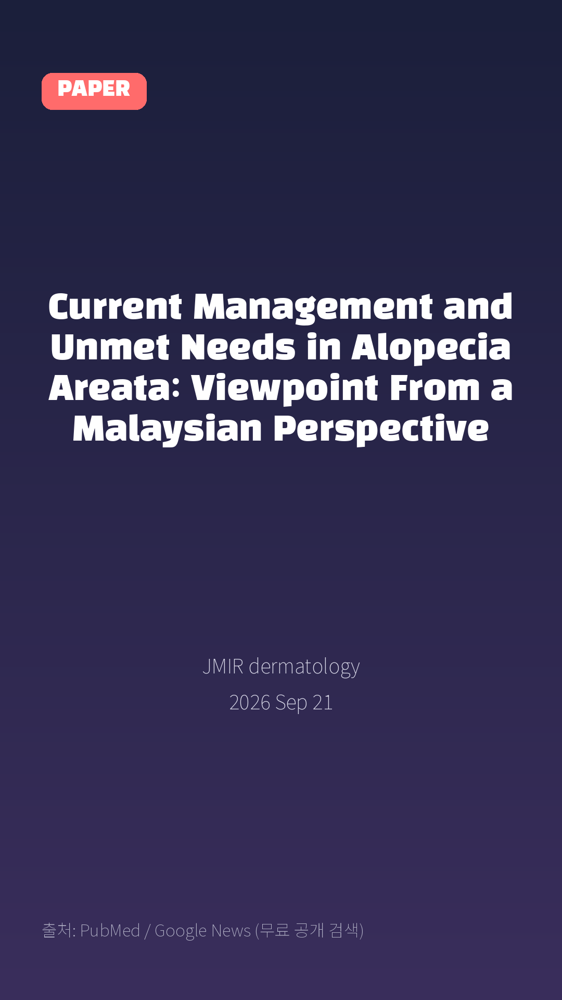 PAPER
Current Management and
Unmet Needs in Alopecia
Areata: Viewpoint From a
Malaysian Perspective
JMIR dermatology
2026 Sep 21
출처: PubMed / Google News (무료 공개 검색)